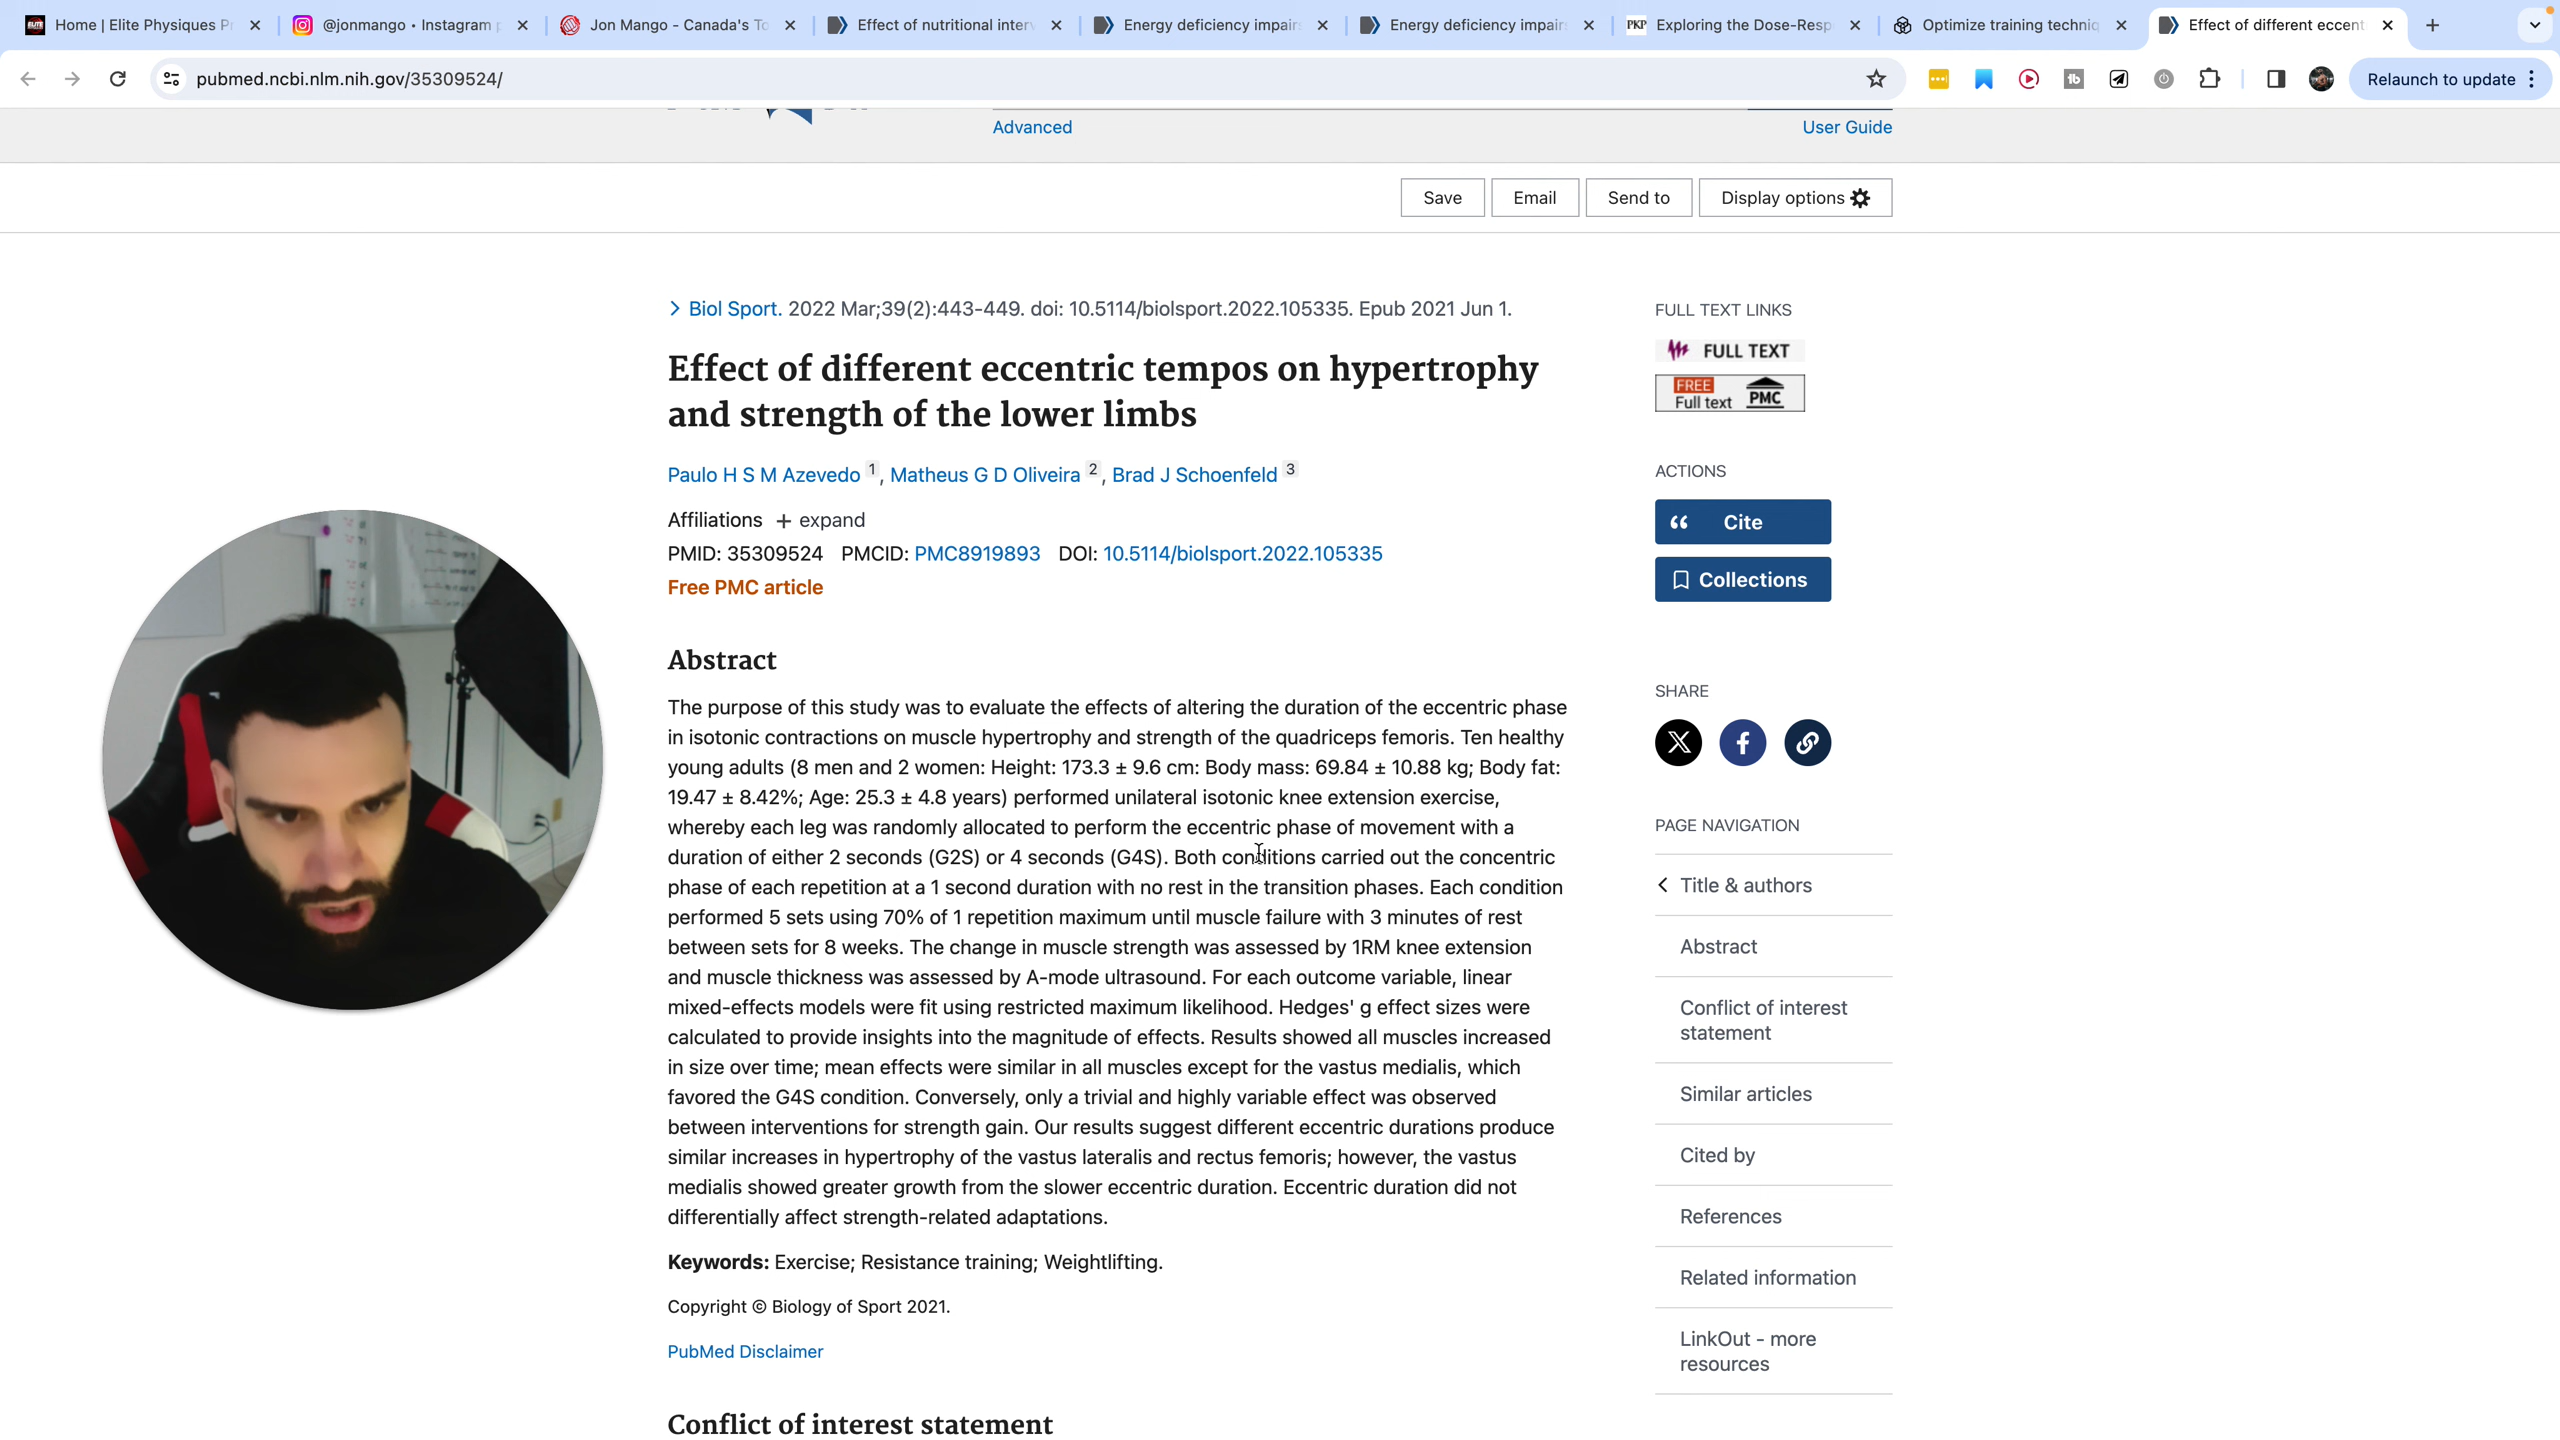 Home | Elite Physiques Pr
@jonmango • Instagram p
Jon Mango - Canada's To
Effect of nutritional interv
Energy deficiency impair
Energy deficiency impair
PKP Exploring the Dose-Resp
Optimize training techniq
Effect of different eccent
pubmed.ncbi.nlm.nih.gov/35309524/
Relaunch to update
Advanced
User Guide
Save
Email
Send to
Display options
Biol Sport. 2022 Mar;39(2):443-449. doi: 10.5114/biolsport.2022.105335. Epub 2021 Jun 1.
Effect of different eccentric tempos on hypertrophy
and strength of the lower limbs
Paulo H S M Azevedo 1, Matheus G D Oliveira 2, Brad J Schoenfeld 3
Affiliations + expand
PMID: 35309524 PMCID: PMC8919893 DOI: 10.5114/biolsport.2022.105335
Free PMC article
Abstract
The purpose of this study was to evaluate the effects of altering the duration of the eccentric phase
in isotonic contractions on muscle hypertrophy and strength of the quadriceps femoris. Ten healthy
young adults (8 men and 2 women: Height: 173.3 ± 9.6 cm: Body mass: 69.84 ± 10.88 kg; Body fat:
19.47 ± 8.42%; Age: 25.3 ± 4.8 years) performed unilateral isotonic knee extension exercise,
whereby each leg was randomly allocated to perform the eccentric phase of movement with a
duration of either 2 seconds (G2S) or 4 seconds (G4S). Both conditions carried out the concentric
phase of each repetition at a 1 second duration with no rest in the transition phases. Each condition
performed 5 sets using 70% of 1 repetition maximum until muscle failure with 3 minutes of rest
between sets for 8 weeks. The change in muscle strength was assessed by 1RM knee extension
and muscle thickness was assessed by A-mode ultrasound. For each outcome variable, linear
mixed-effects models were fit using restricted maximum likelihood. Hedges' g effect sizes were
calculated to provide insights into the magnitude of effects. Results showed all muscles increased
in size over time; mean effects were similar in all muscles except for the vastus medialis, which
favored the G4S condition. Conversely, only a trivial and highly variable effect was observed
between interventions for strength gain. Our results suggest different eccentric durations produce
similar increases in hypertrophy of the vastus lateralis and rectus femoris; however, the vastus
medialis showed greater growth from the slower eccentric duration. Eccentric duration did not
differentially affect strength-related adaptations.
Keywords: Exercise; Resistance training; Weightlifting.
Copyright © Biology of Sport 2021.
PubMed Disclaimer
Conflict of interest statement
FULL TEXT LINKS
FULL TEXT
FREE
Full text PMC
ACTIONS
Cite
Collections
SHARE
PAGE NAVIGATION
Title & authors
Abstract
Conflict of interest
statement
Similar articles
Cited by
References
Related information
LinkOut - more
resources